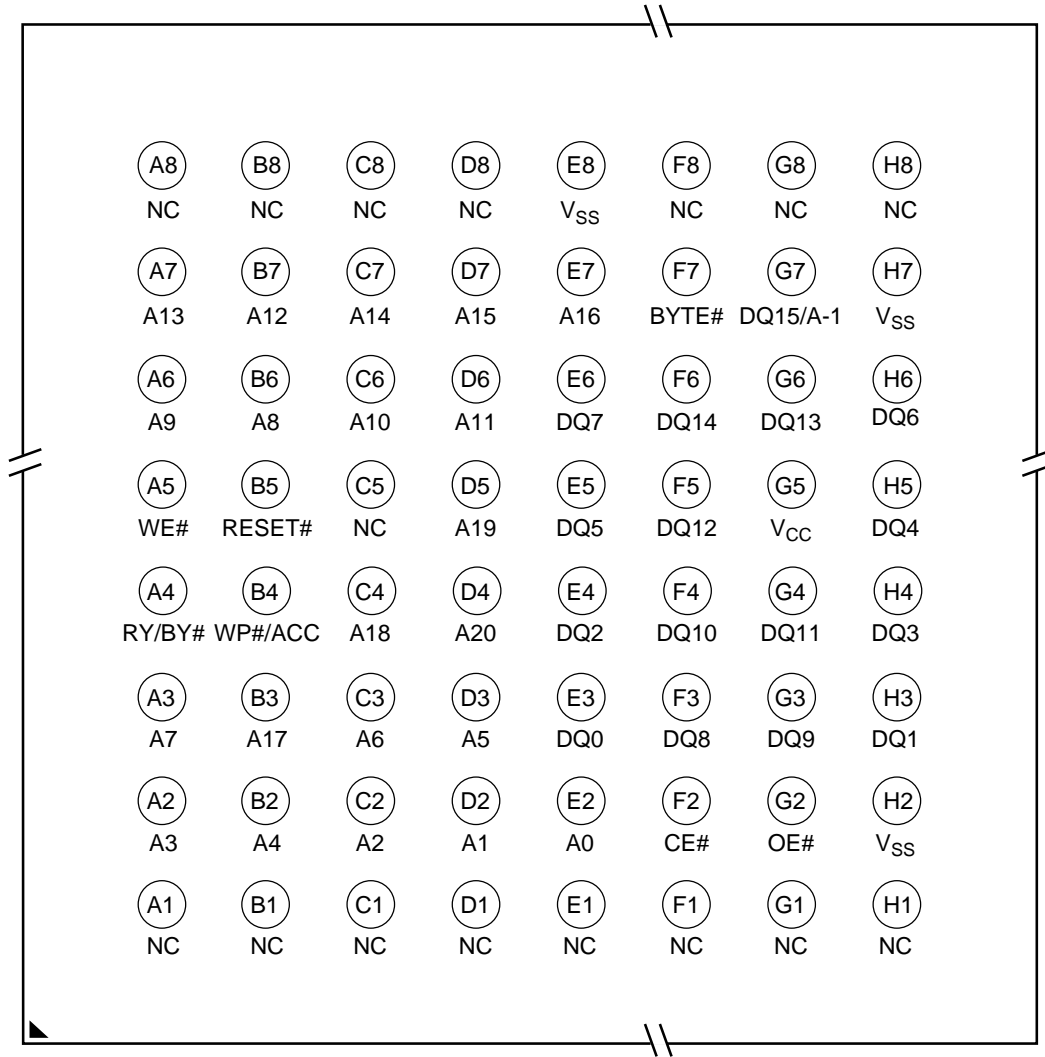 A8 B8 C8 D8 E8 F8 G8 H8
NC NC NC NC VSS NC NC NC
A7 B7 C7 D7 E7 F7 G7 H7
A13 A12 A14 A15 A16 BYTE# DQ15/A-1 VSS
A6 B6 C6 D6 E6 F6 G6 H6
A9 A8 A10 A11 DQ7 DQ14 DQ13 DQ6
A5 B5 C5 D5 E5 F5 G5 H5
WE# RESET# NC A19 DQ5 DQ12 VCC DQ4
A4 B4 C4 D4 E4 F4 G4 H4
RY/BY# WP#/ACC A18 A20 DQ2 DQ10 DQ11 DQ3
A3 B3 C3 D3 E3 F3 G3 H3
A7 A17 A6 A5 DQ0 DQ8 DQ9 DQ1
A2 B2 C2 D2 E2 F2 G2 H2
A3 A4 A2 A1 A0 CE# OE# VSS
A1 B1 C1 D1 E1 F1 G1 H1
NC NC NC NC NC NC NC NC